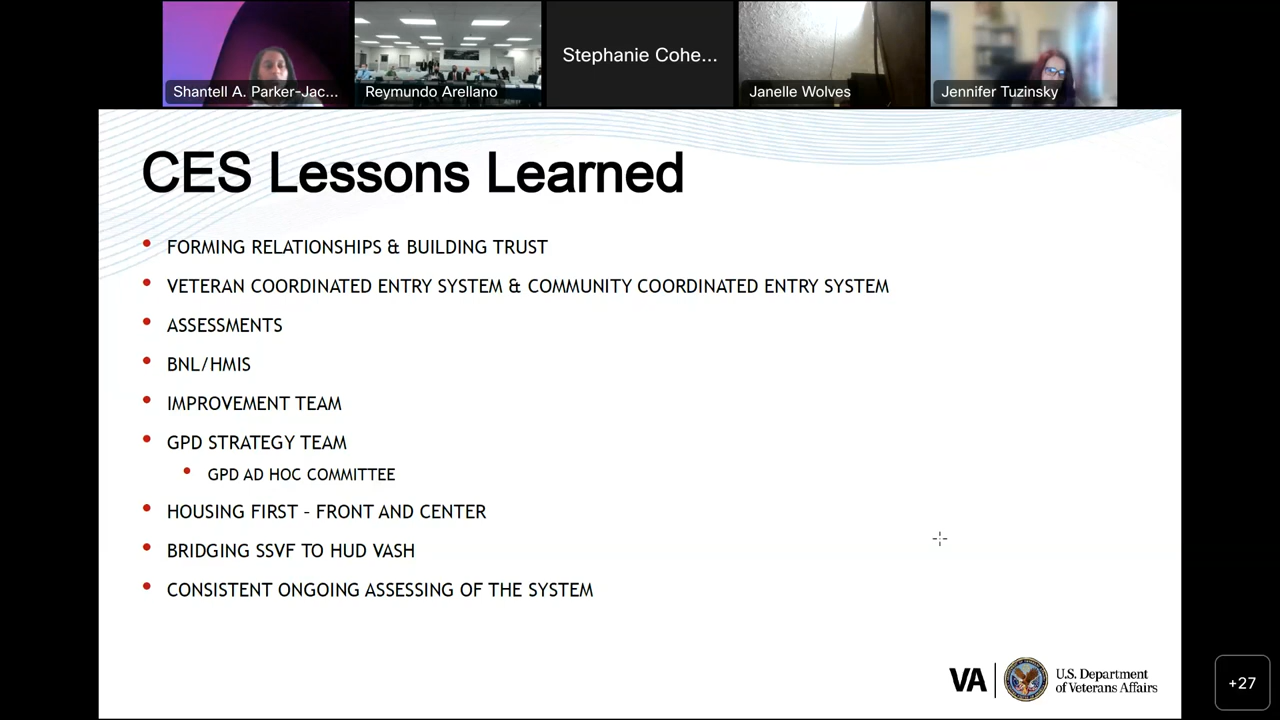 Shantell A. Parker-Jac...
Reymundo Arellano
Stephanie Cohe...
Janelle Wolves
Jennifer Tuzinsky
CES Lessons Learned
• FORMING RELATIONSHIPS & BUILDING TRUST
• VETERAN COORDINATED ENTRY SYSTEM & COMMUNITY COORDINATED ENTRY SYSTEM
• ASSESSMENTS
• BNL/HMIS
• IMPROVEMENT TEAM
• GPD STRATEGY TEAM
• GPD AD HOC COMMITTEE
• HOUSING FIRST – FRONT AND CENTER
• BRIDGING SSVF TO HUD VASH
• CONSISTENT ONGOING ASSESSING OF THE SYSTEM
VA
U.S. Department
of Veterans Affairs
+27